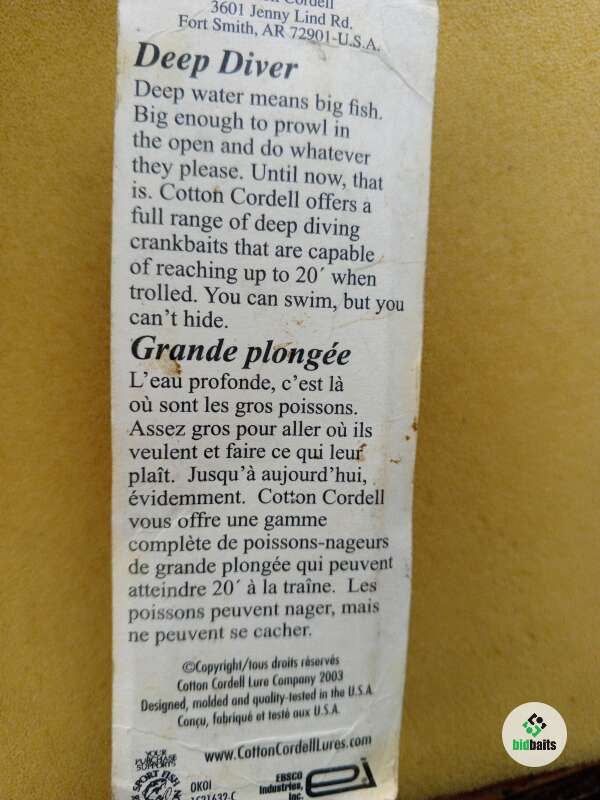 Cordell
3601 Jenny Lind Rd.
Fort Smith, AR 72901-U.S.A.
Deep Diver
Deep water means big fish.
Big enough to prowl in
the open and do whatever
they please. Until now, that
is. Cotton Cordell offers a
full range of deep diving
crankbaits that are capable
of reaching up to 20´ when
trolled. You can swim, but you
can't hide.
Grande plongée
L'eau profonde, c'est là
où sont les gros poissons.
Assez gros pour aller où ils
veulent et faire ce qui leur
plaît. Jusqu'à aujourd'hui,
évidemment. Cotton Cordell
vous offre une gamme
complète de poissons-nageurs
de grande plongée qui peuvent
atteindre 20´ à la traîne. Les
poissons peuvent nager, mais
ne peuvent se cacher.
©Copyright/tous droits réservés
Cotton Cordell Lure Company 2003
Designed, molded and quality-tested in the U.S.A.
Conçu, fabriqué et testé aux U.S.A.
www.CottonCordellLures.com
YOUR
PURCHASE
SUPPORTS
SPORT FISH
OKOI
EBSCO
Industries,
Inc.
bidbaits